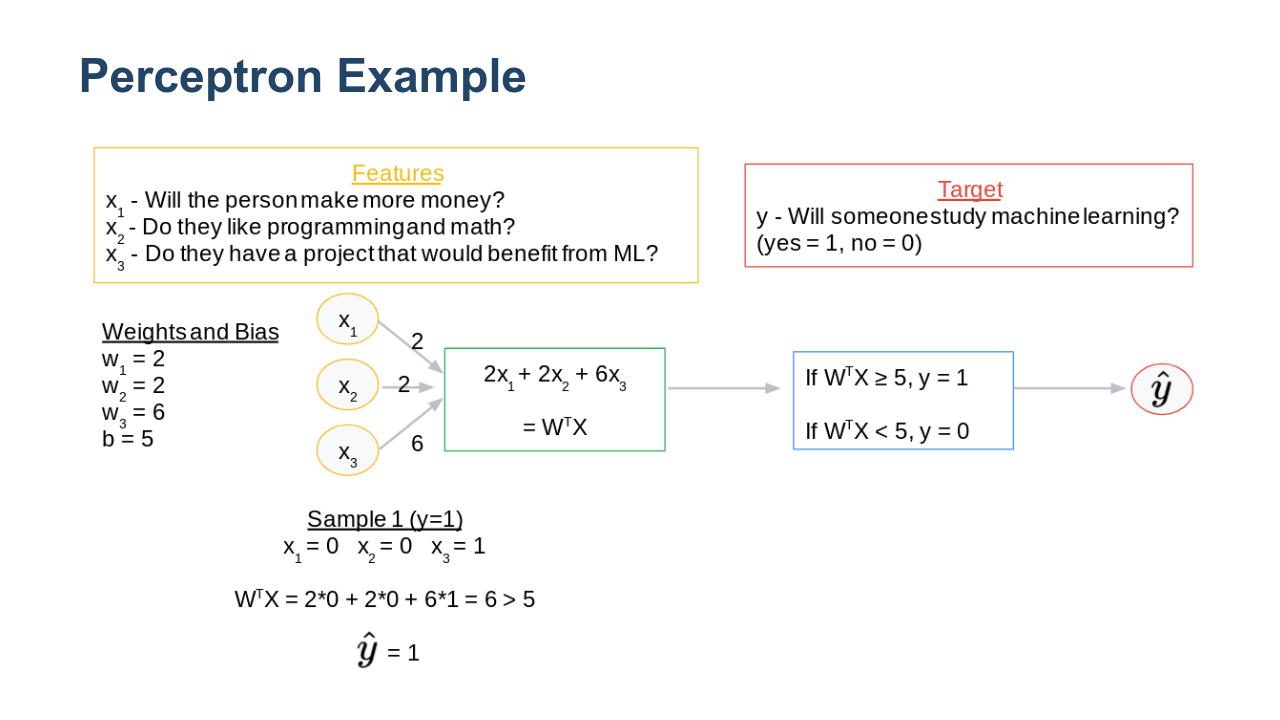 Perceptron Example
Features
x₁ - Will the person make more money?
x₂ - Do they like programming and math?
x₃ - Do they have a project that would benefit from ML?
Target
y - Will someone study machine learning?
(yes = 1, no = 0)
Weights and Bias
w₁ = 2
w₂ = 2
w₃ = 6
b = 5
x₁
2
x₂
2
x₃
6
2x₁ + 2x₂ + 6x₃
= WᵀX
If WᵀX ≥ 5, y = 1
If WᵀX < 5, y = 0
ŷ
Sample 1 (y=1)
x₁ = 0 x₂ = 0 x₃ = 1
WᵀX = 2*0 + 2*0 + 6*1 = 6 > 5
ŷ = 1